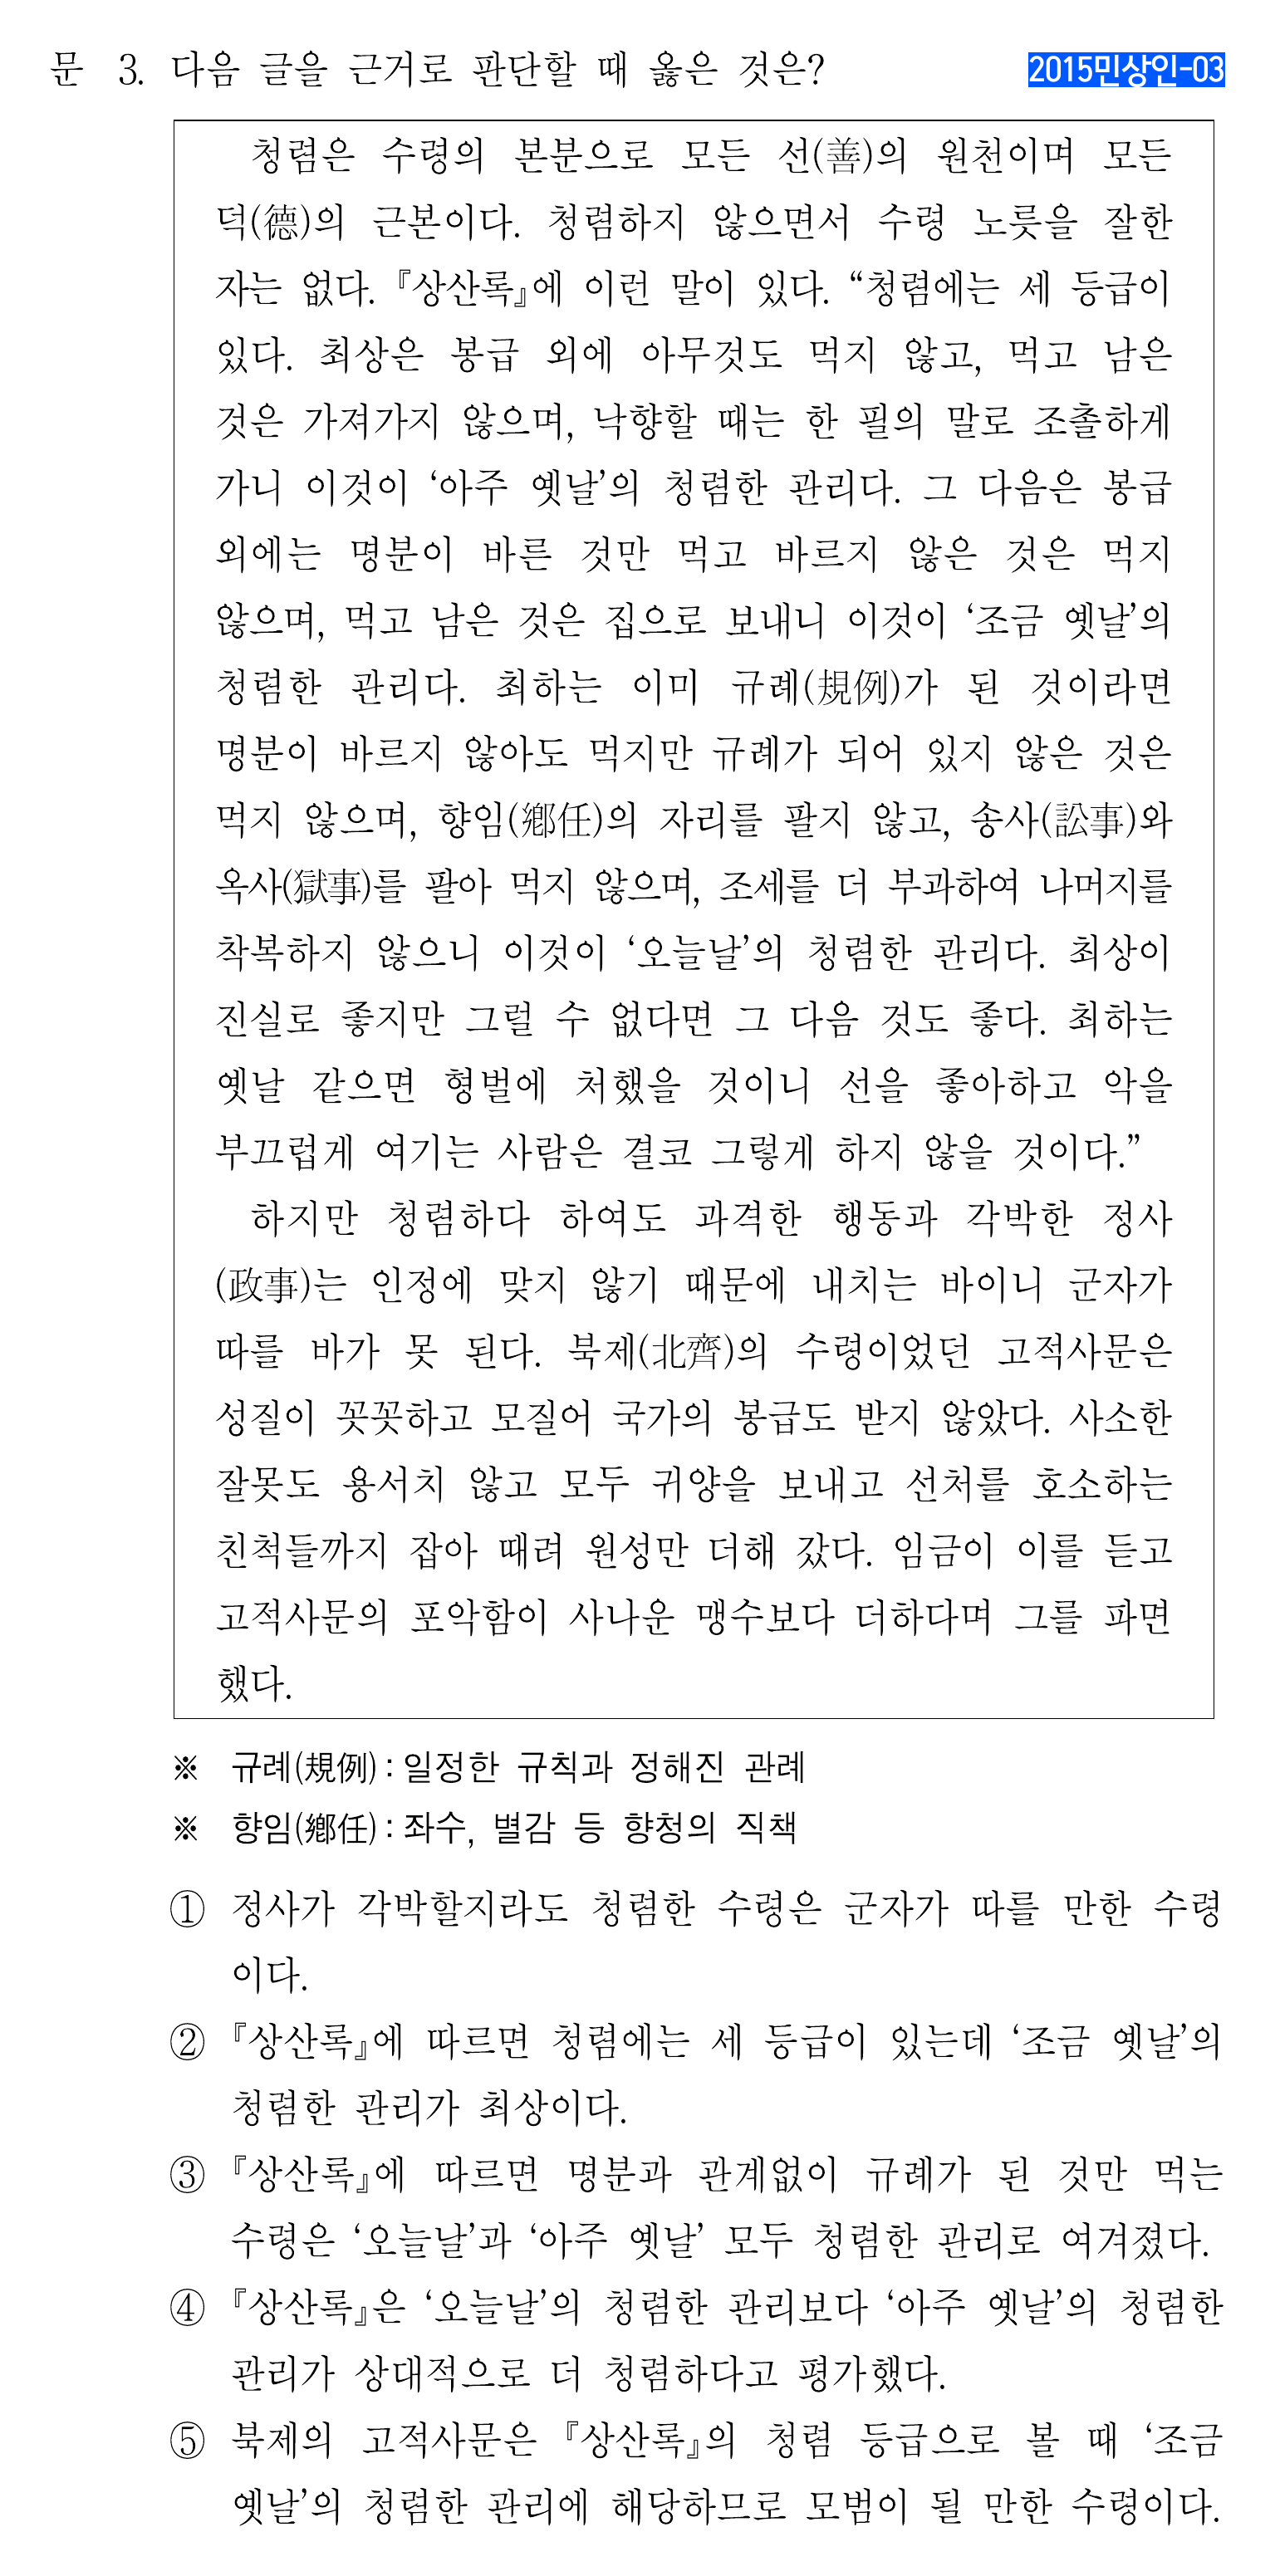 문 3. 다음 글을 근거로 판단할 때 옳은 것은?
2015민상인-03
청렴은 수령의 본분으로 모든 선(善)의 원천이며 모든
덕(德)의 근본이다. 청렴하지 않으면서 수령 노릇을 잘한
자는 없다. 『상산록』에 이런 말이 있다. “청렴에는 세 등급이
있다. 최상은 봉급 외에 아무것도 먹지 않고, 먹고 남은
것은 가져가지 않으며, 낙향할 때는 한 필의 말로 조촐하게
가니 이것이 ‘아주 옛날’의 청렴한 관리다. 그 다음은 봉급
외에는 명분이 바른 것만 먹고 바르지 않은 것은 먹지
않으며, 먹고 남은 것은 집으로 보내니 이것이 ‘조금 옛날’의
청렴한 관리다. 최하는 이미 규례(規例)가 된 것이라면
명분이 바르지 않아도 먹지만 규례가 되어 있지 않은 것은
먹지 않으며, 향임(鄕任)의 자리를 팔지 않고, 송사(訟事)와
옥사(獄事)를 팔아 먹지 않으며, 조세를 더 부과하여 나머지를
착복하지 않으니 이것이 ‘오늘날’의 청렴한 관리다. 최상이
진실로 좋지만 그럴 수 없다면 그 다음 것도 좋다. 최하는
옛날 같으면 형벌에 처했을 것이니 선을 좋아하고 악을
부끄럽게 여기는 사람은 결코 그렇게 하지 않을 것이다.”
하지만 청렴하다 하여도 과격한 행동과 각박한 정사
(政事)는 인정에 맞지 않기 때문에 내치는 바이니 군자가
따를 바가 못 된다. 북제(北齊)의 수령이었던 고적사문은
성질이 꼿꼿하고 모질어 국가의 봉급도 받지 않았다. 사소한
잘못도 용서치 않고 모두 귀양을 보내고 선처를 호소하는
친척들까지 잡아 때려 원성만 더해 갔다. 임금이 이를 듣고
고적사문의 포악함이 사나운 맹수보다 더하다며 그를 파면
했다.
※ 규례(規例) : 일정한 규칙과 정해진 관례
※ 향임(鄕任) : 좌수, 별감 등 향청의 직책
① 정사가 각박할지라도 청렴한 수령은 군자가 따를 만한 수령
이다.
② 『상산록』에 따르면 청렴에는 세 등급이 있는데 ‘조금 옛날’의
청렴한 관리가 최상이다.
③ 『상산록』에 따르면 명분과 관계없이 규례가 된 것만 먹는
수령은 ‘오늘날’과 ‘아주 옛날’ 모두 청렴한 관리로 여겨졌다.
④ 『상산록』은 ‘오늘날’의 청렴한 관리보다 ‘아주 옛날’의 청렴한
관리가 상대적으로 더 청렴하다고 평가했다.
⑤ 북제의 고적사문은 『상산록』의 청렴 등급으로 볼 때 ‘조금
옛날’의 청렴한 관리에 해당하므로 모범이 될 만한 수령이다.